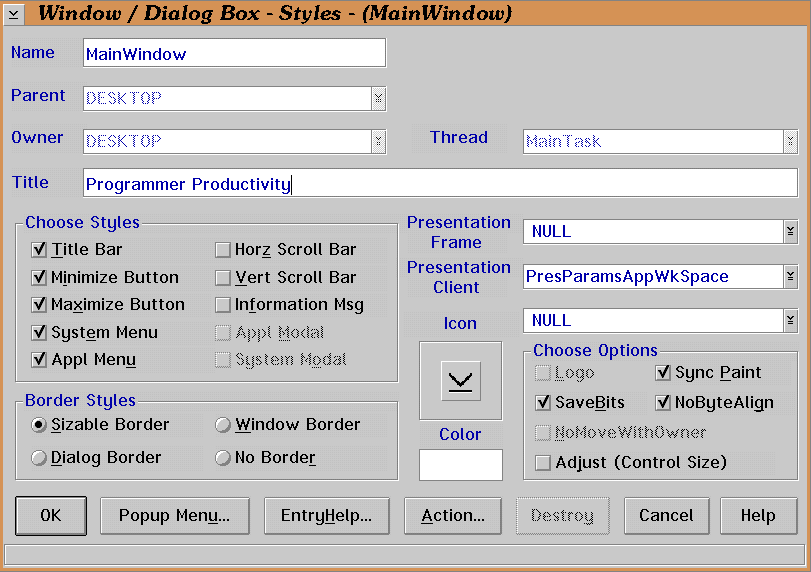 Window / Dialog Box - Styles - (MainWindow)
Name MainWindow
Parent DESKTOP
Owner DESKTOP Thread MainTask
Title Programmer Productivity
Choose Styles
Title Bar Horz Scroll Bar
Minimize Button Vert Scroll Bar
Maximize Button Information Msg
System Menu Appl Modal
Appl Menu System Modal
Border Styles
Sizable Border Window Border
Dialog Border No Border
Presentation
Frame NULL
Presentation
Client PresParamsAppWkSpace
Icon NULL
Color
Choose Options
Logo Sync Paint
SaveBits NoByteAlign
NoMoveWithOwner
Adjust (Control Size)
OK Popup Menu... EntryHelp... Action... Destroy Cancel Help